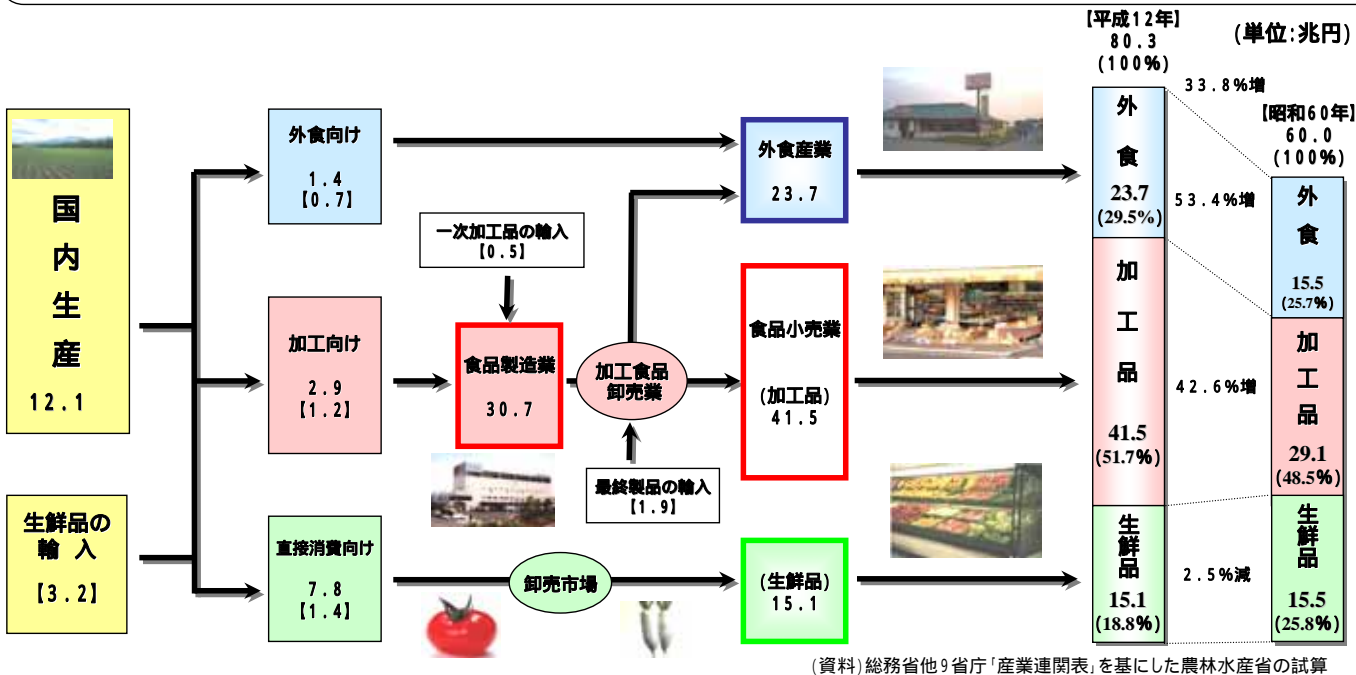 【平成12年】
80.3
(100%)
(単位:兆円)
33.8%増
【昭和60年】
60.0
(100%)
国内生産
12.1
生鮮品の
輸 入
【3.2】
外食向け
1.4
【0.7】
加工向け
2.9
【1.2】
直接消費向け
7.8
【1.4】
一次加工品の輸入
【0.5】
食品製造業
30.7
加工食品
卸売業
最終製品の輸入
【1.9】
卸売市場
外食産業
23.7
食品小売業
(加工品)
41.5
(生鮮品)
15.1
外食
23.7
(29.5%)
加工品
41.5
(51.7%)
生鮮品
15.1
(18.8%)
53.4%増
42.6%増
2.5%減
外食
15.5
(25.7%)
加工品
29.1
(48.5%)
生鮮品
15.5
(25.8%)
(資料)総務省他9省庁「産業連関表」を基にした農林水産省の試算